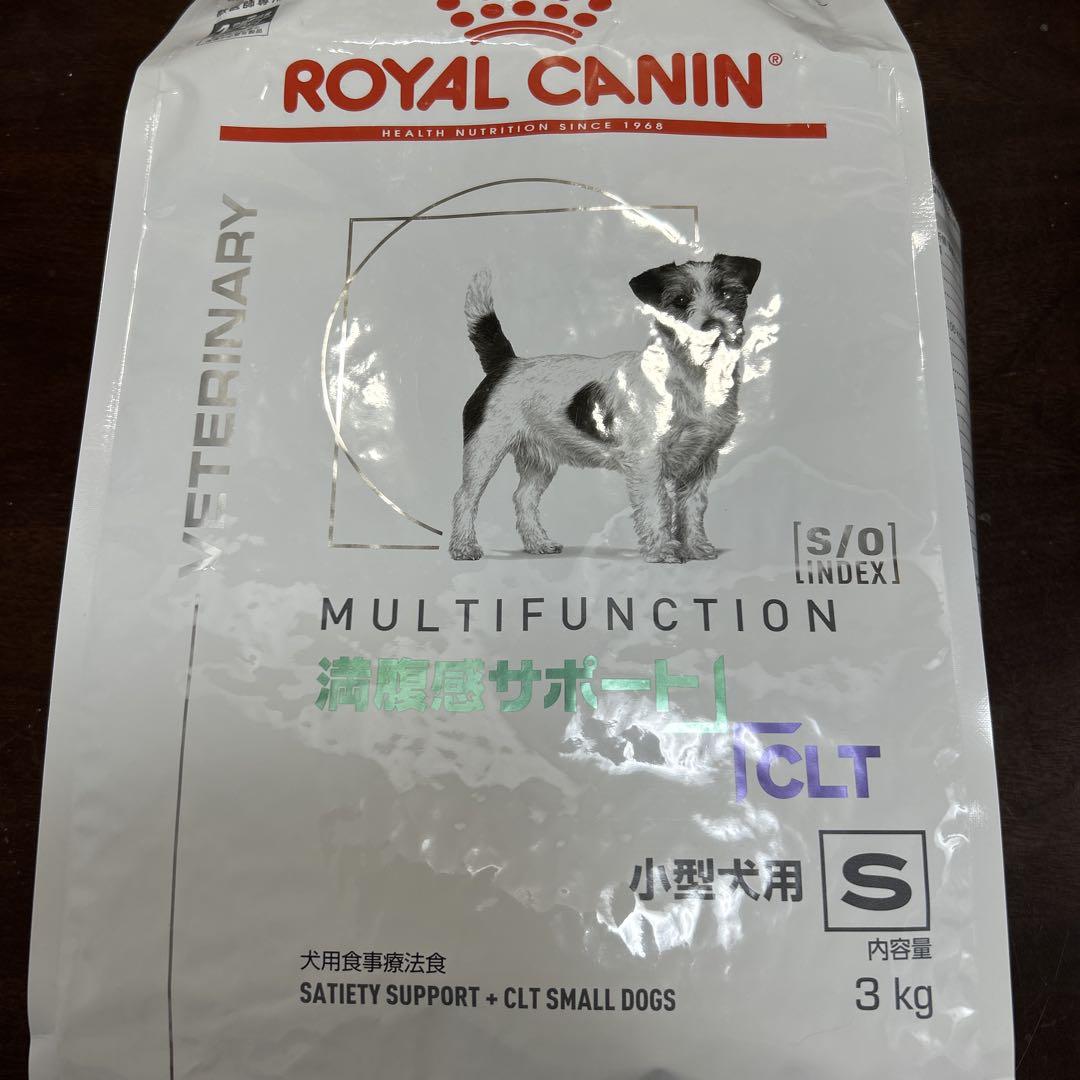 ROYAL CANIN®
HEALTH NUTRITION SINCE 1968
VETERINARY
S/O
INDEX
MULTIFUNCTION
満腹感サポート
CLT
小型犬用 S
内容量
3 kg
犬用食事療法食
SATIETY SUPPORT + CLT SMALL DOGS